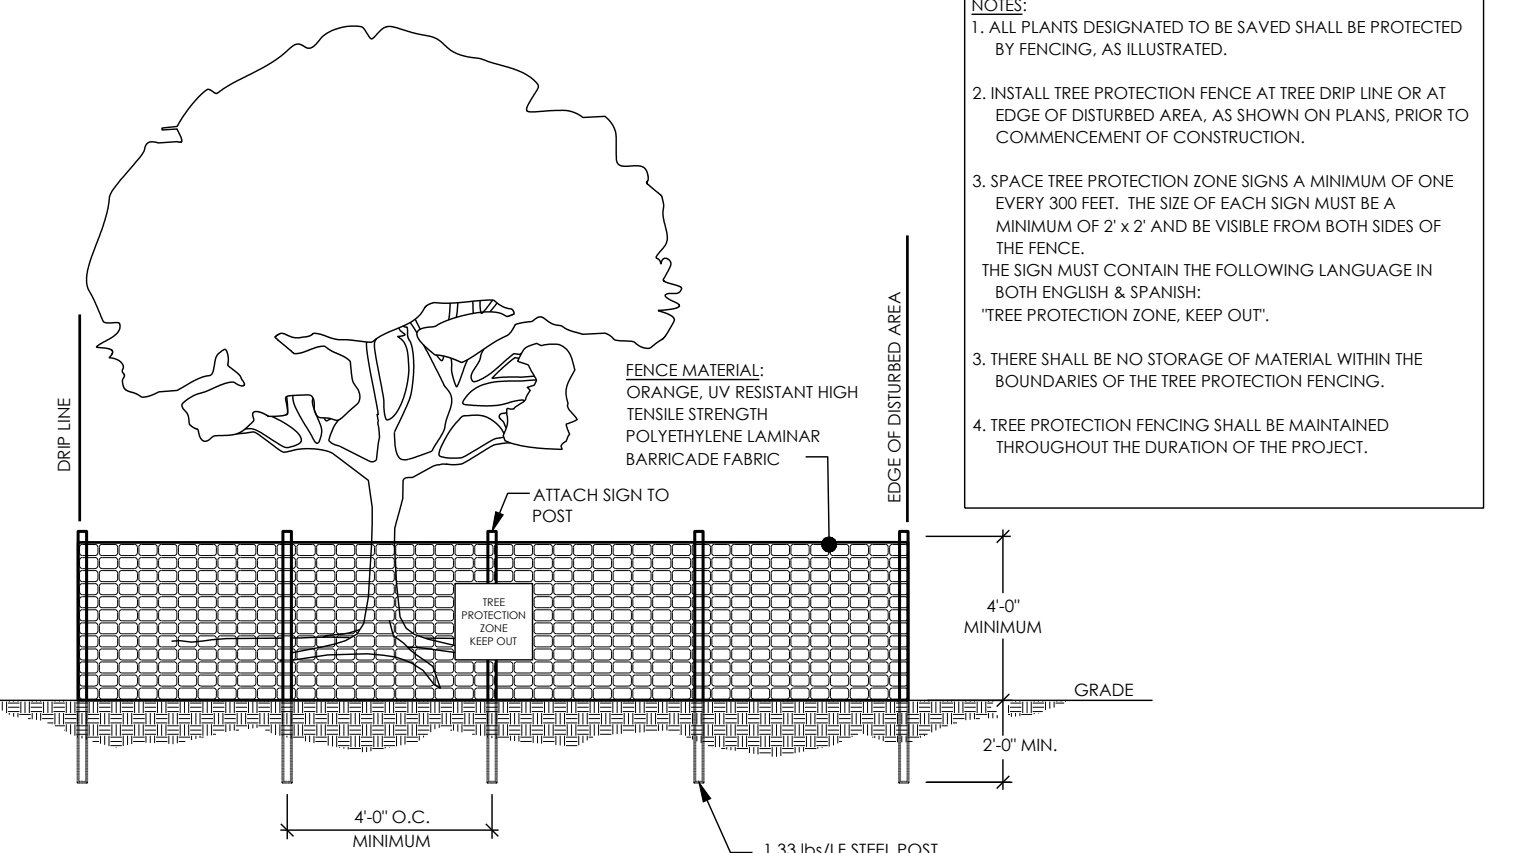 NOTES:
1. ALL PLANTS DESIGNATED TO BE SAVED SHALL BE PROTECTED
BY FENCING, AS ILLUSTRATED.
2. INSTALL TREE PROTECTION FENCE AT TREE DRIP LINE OR AT
EDGE OF DISTURBED AREA, AS SHOWN ON PLANS, PRIOR TO
COMMENCEMENT OF CONSTRUCTION.
3. SPACE TREE PROTECTION ZONE SIGNS A MINIMUM OF ONE
EVERY 300 FEET. THE SIZE OF EACH SIGN MUST BE A
MINIMUM OF 2' x 2' AND BE VISIBLE FROM BOTH SIDES OF
THE FENCE.
THE SIGN MUST CONTAIN THE FOLLOWING LANGUAGE IN
BOTH ENGLISH & SPANISH:
"TREE PROTECTION ZONE, KEEP OUT".
3. THERE SHALL BE NO STORAGE OF MATERIAL WITHIN THE
BOUNDARIES OF THE TREE PROTECTION FENCING.
4. TREE PROTECTION FENCING SHALL BE MAINTAINED
THROUGHOUT THE DURATION OF THE PROJECT.
DRIP LINE
FENCE MATERIAL:
ORANGE, UV RESISTANT HIGH
TENSILE STRENGTH
POLYETHYLENE LAMINAR
BARRICADE FABRIC
EDGE OF DISTURBED AREA
ATTACH SIGN TO
POST
TREE
PROTECTION
ZONE
KEEP OUT
4'-0"
MINIMUM
GRADE
2'-0" MIN.
4'-0" O.C.
MINIMUM
1.33 lbs/LF STEEL POST